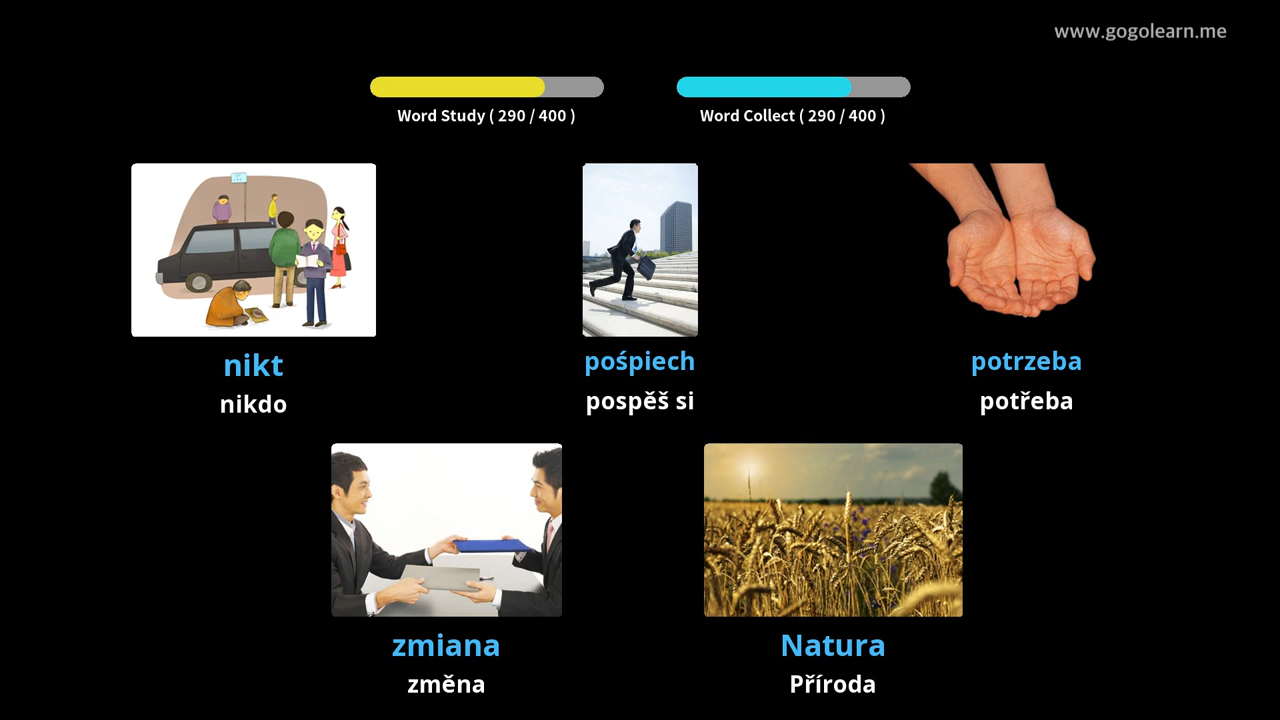 www.gogolearn.me
Word Study ( 290 / 400 )
Word Collect ( 290 / 400 )
nikt
nikdo
pośpiech
pospěš si
potrzeba
potřeba
zmiana
změna
Natura
Příroda